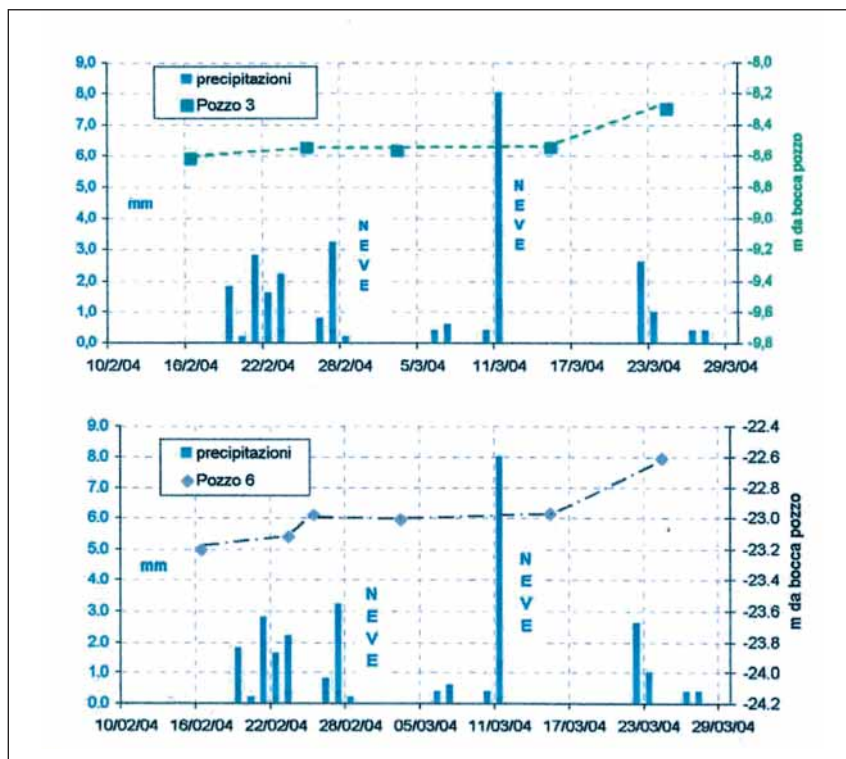 9,0
8,0
7,0
6,0
5,0
4,0
3,0
2,0
1,0
0,0
mm
precipitazioni
Pozzo 3
N
E
V
E
N
E
V
E
-8,0
-8,2
-8,4
-8,6
-8,8
-9,0
-9,2
-9,4
-9,6
-9,8
m da bocca pozzo
10/2/04 16/2/04 22/2/04 28/2/04 5/3/04 11/3/04 17/3/04 23/3/04 29/3/04
9.0
8.0
7.0
6.0
5.0
4.0
3.0
2.0
1.0
0.0
mm
precipitazioni
Pozzo 6
N
E
V
E
N
E
V
E
-22.4
-22.6
-22.8
-23.0
-23.2
-23.4
-23.6
-23.8
-24.0
-24.2
m da bocca pozzo
10/02/04 16/02/04 22/02/04 28/02/04 05/03/04 11/03/04 17/03/04 23/03/04 29/03/04